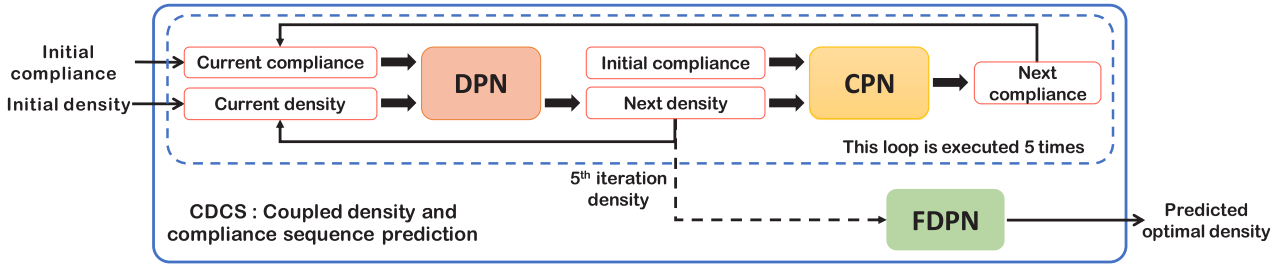 Initial
compliance
Initial density
Current compliance
Current density
DPN
Initial compliance
Next density
CPN
Next
compliance
This loop is executed 5 times
5th iteration
density
CDCS : Coupled density and
compliance sequence prediction
FDPN
Predicted
optimal density